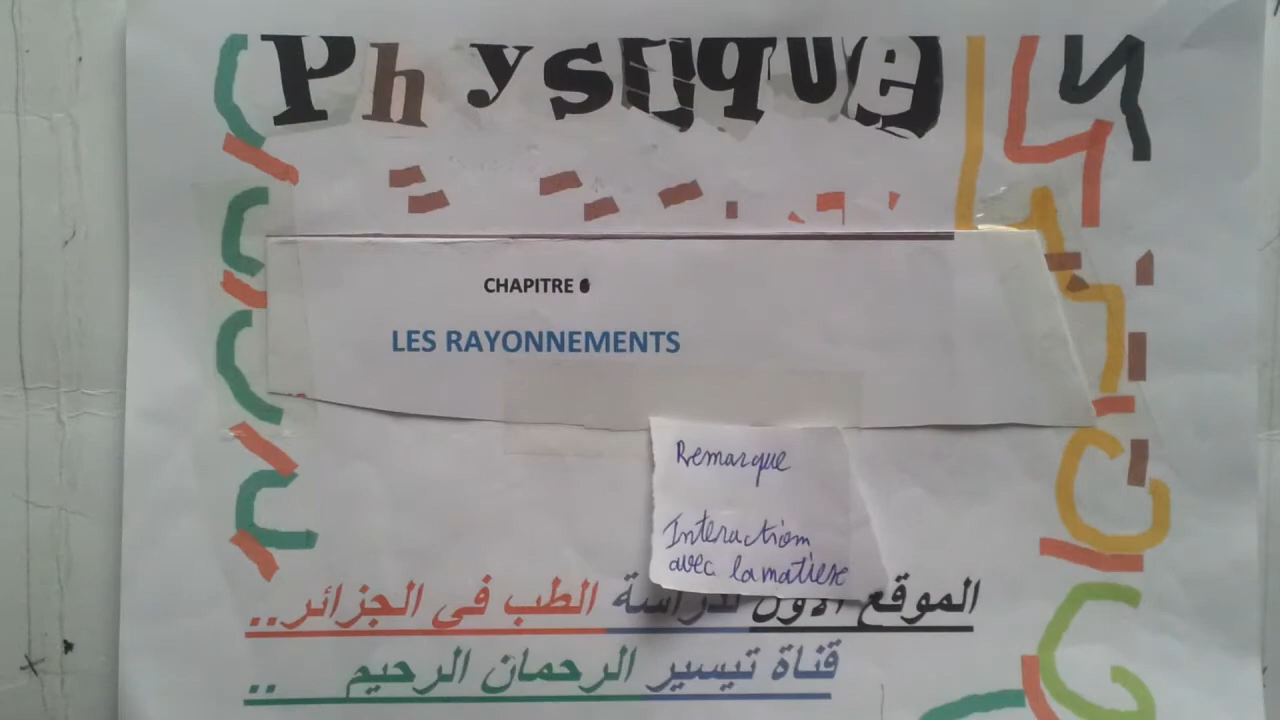 Physique
CHAPITRE 6
LES RAYONNEMENTS
Remarque
Interaction
avec la matiere
الموقع الاول لدراسة الطب في الجزائر..
قناة تيسير الرحمان الرحيم ..